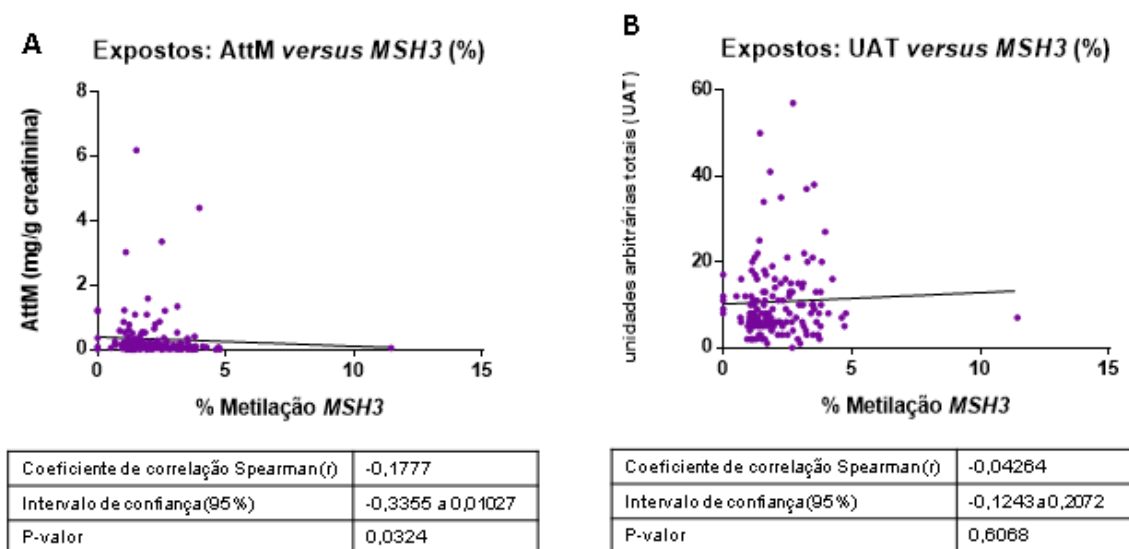 A
Expostos: AttM versus MSH3 (%)
AttM (mg/g creatinina)
8
6
4
2
0
0 5 10 15
% Metilação MSH3
Coeficiente de correlação Spearman (r) -0,1777
Intervalo de confiança (95%) -0,3355 a 0,01027
P-valor 0,0324
B
Expostos: UAT versus MSH3 (%)
unidades arbitrárias totais (UAT)
60
40
20
0
0 5 10 15
% Metilação MSH3
Coeficiente de correlação Spearman (r) -0,04264
Intervalo de confiança (95%) -0,1243 a 0,2072
P-valor 0,6068